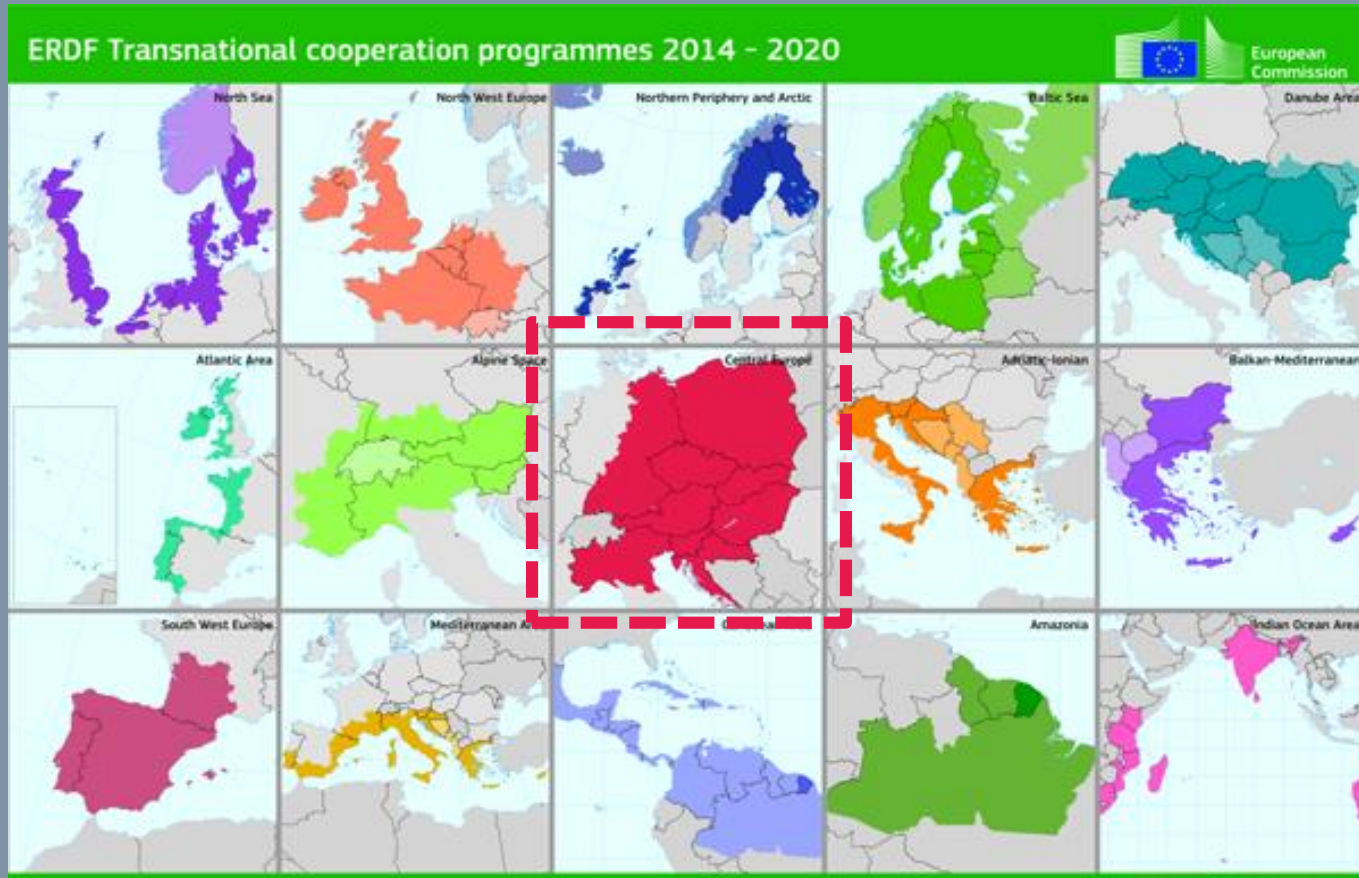 ERDF Transnational cooperation programmes 2014 - 2020
European
Commission
North Sea
North West Europe
Northern Periphery and Arctic
Baltic Sea
Danube Area
Atlantic Area
Alpine Space
Central Europe
Adriatic-Ionian
Balkan-Mediterranean
South West Europe
Mediterranean
Amazonia
Indian Ocean Area